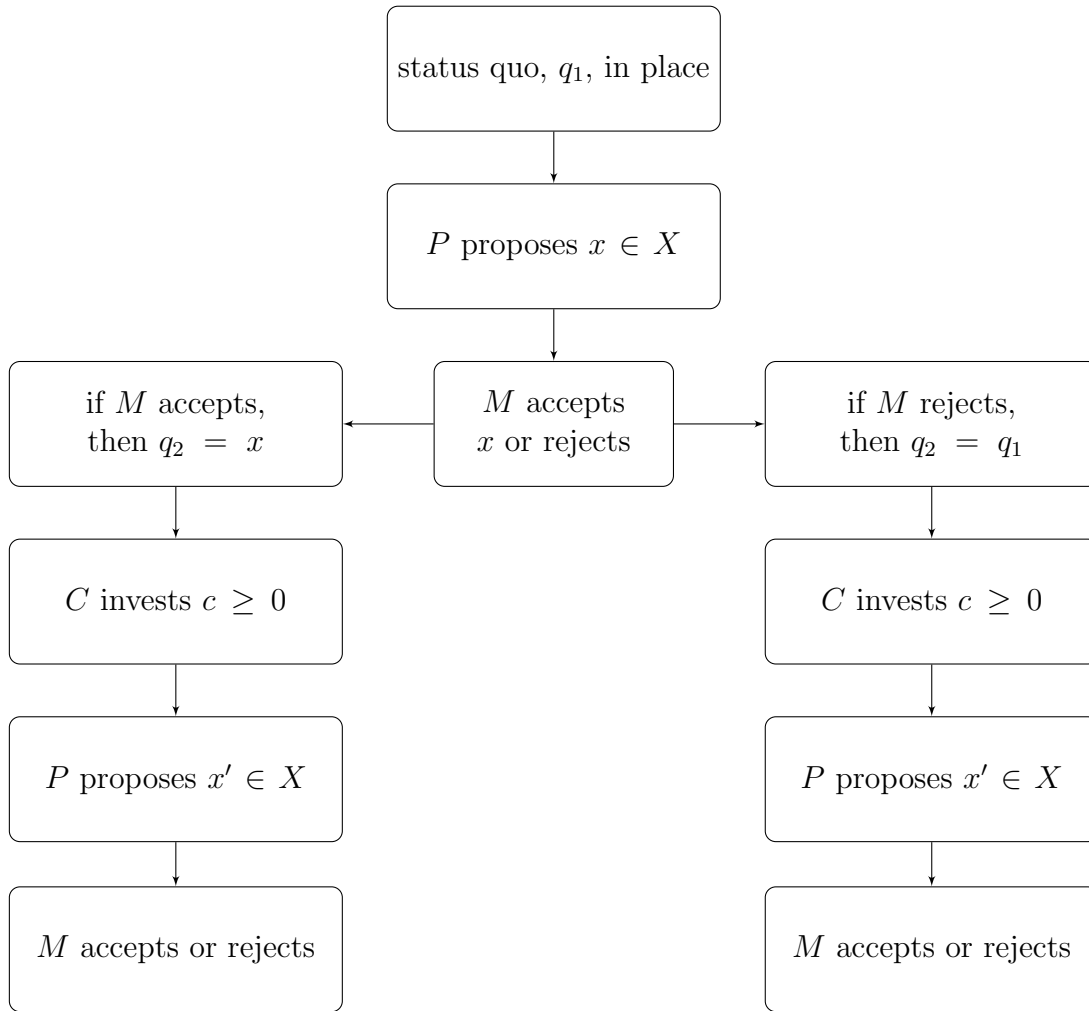 status quo, q₁, in place
P proposes x ∈ X
if M accepts,
then q₂ = x
M accepts
x or rejects
if M rejects,
then q₂ = q₁
C invests c ≥ 0
C invests c ≥ 0
P proposes x′ ∈ X
P proposes x′ ∈ X
M accepts or rejects
M accepts or rejects